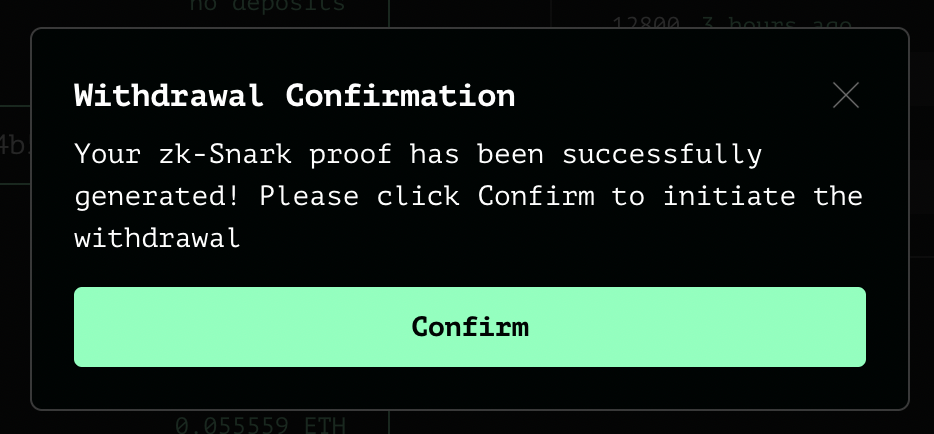 no deposits
12800 3 hours ago
Withdrawal Confirmation
Your zk-Snark proof has been successfully
generated! Please click Confirm to initiate the
withdrawal
Confirm
0.055559 ETH